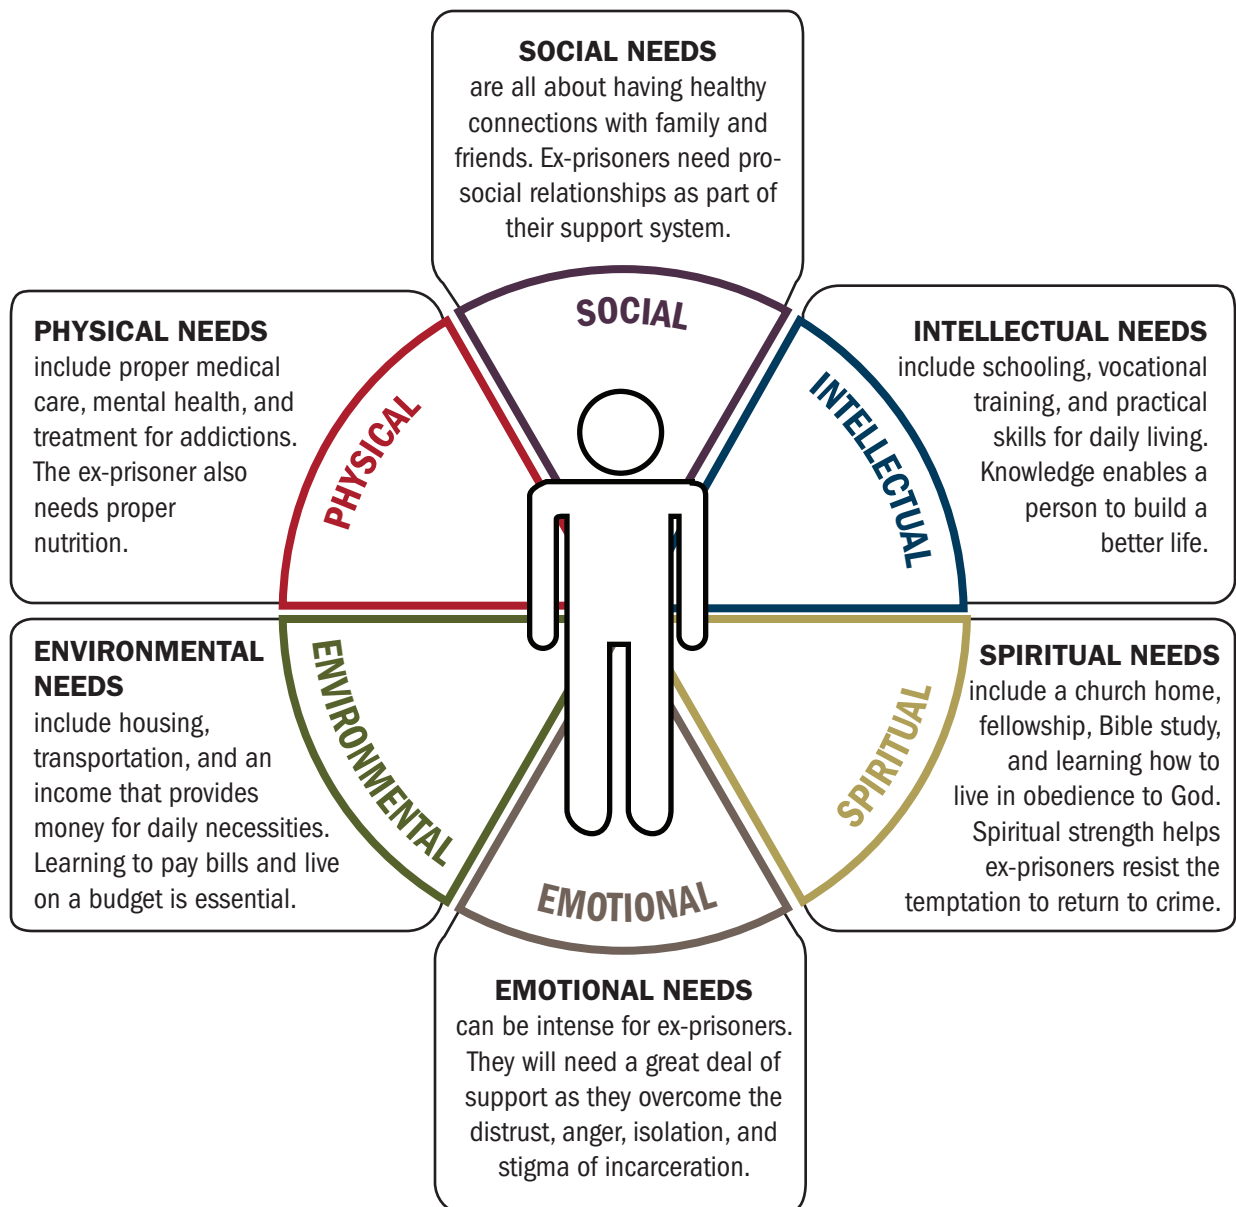 SOCIAL NEEDS
are all about having healthy
connections with family and
friends. Ex-prisoners need pro-
social relationships as part of
their support system.
SOCIAL
PHYSICAL NEEDS
include proper medical
care, mental health, and
treatment for addictions.
The ex-prisoner also
needs proper
nutrition.
PHYSICAL
INTELLECTUAL
INTELLECTUAL NEEDS
include schooling, vocational
training, and practical
skills for daily living.
Knowledge enables a
person to build a
better life.
ENVIRONMENTAL
NEEDS
include housing,
transportation, and an
income that provides
money for daily necessities.
Learning to pay bills and live
on a budget is essential.
ENVIRONMENTAL
SPIRITUAL
SPIRITUAL NEEDS
include a church home,
fellowship, Bible study,
and learning how to
live in obedience to God.
Spiritual strength helps
ex-prisoners resist the
temptation to return to crime.
EMOTIONAL
EMOTIONAL NEEDS
can be intense for ex-prisoners.
They will need a great deal of
support as they overcome the
distrust, anger, isolation, and
stigma of incarceration.